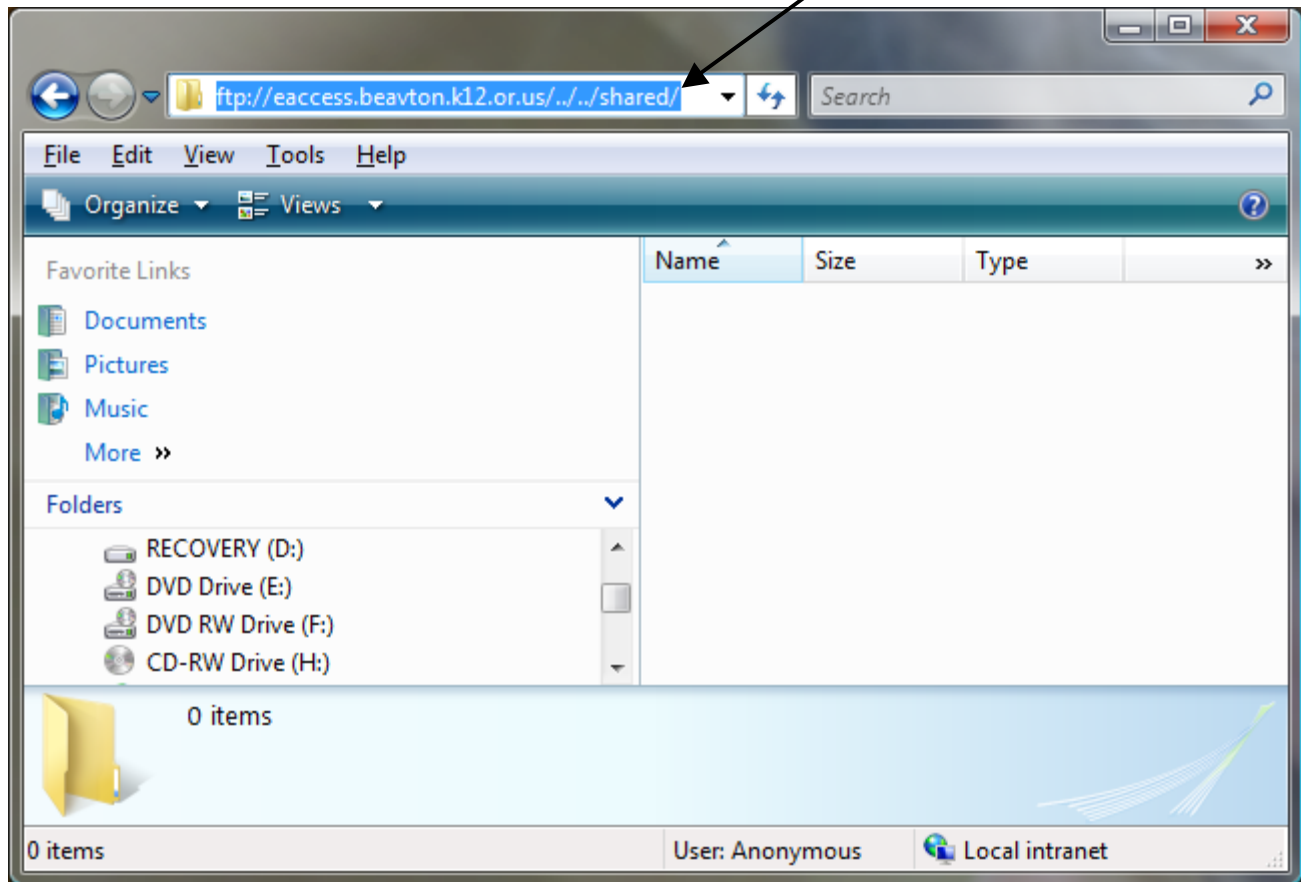 ftp://eaccess.beavton.k12.or.us/../../shared/
Search
File Edit View Tools Help
Organize Views
Favorite Links
Name Size Type »
Documents
Pictures
Music
More »
Folders
RECOVERY (D:)
DVD Drive (E:)
DVD RW Drive (F:)
CD-RW Drive (H:)
0 items
0 items User: Anonymous Local intranet